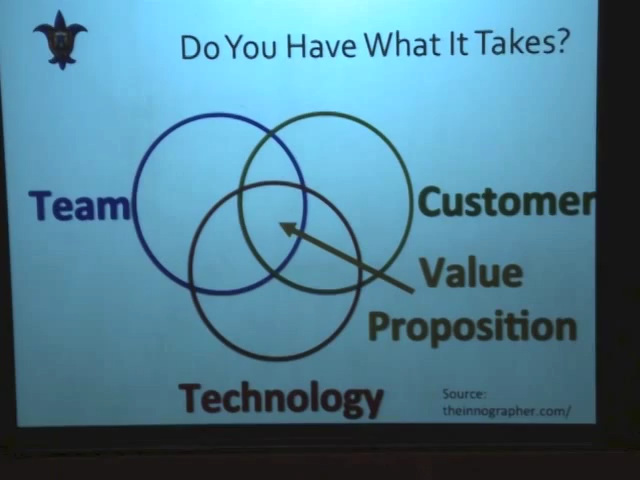 Do You Have What It Takes?
Team
Customer
Value
Proposition
Technology
Source:
theinnographer.com/